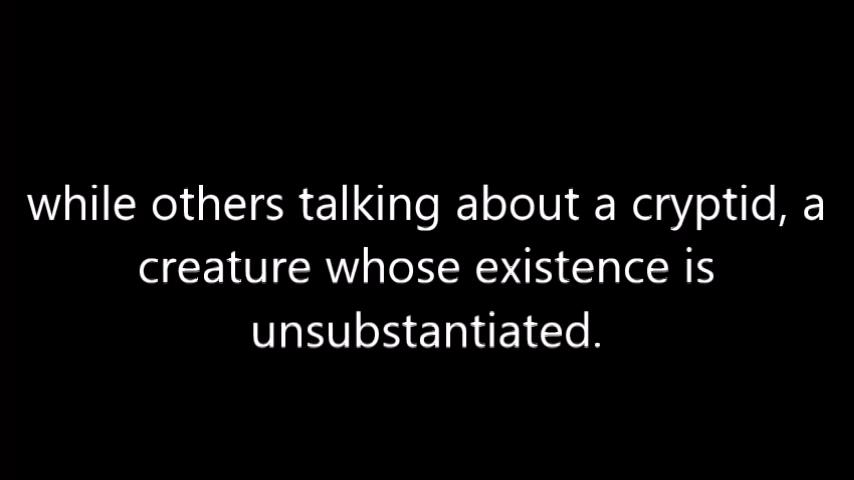 while others talking about a cryptid, a
creature whose existence is
unsubstantiated.